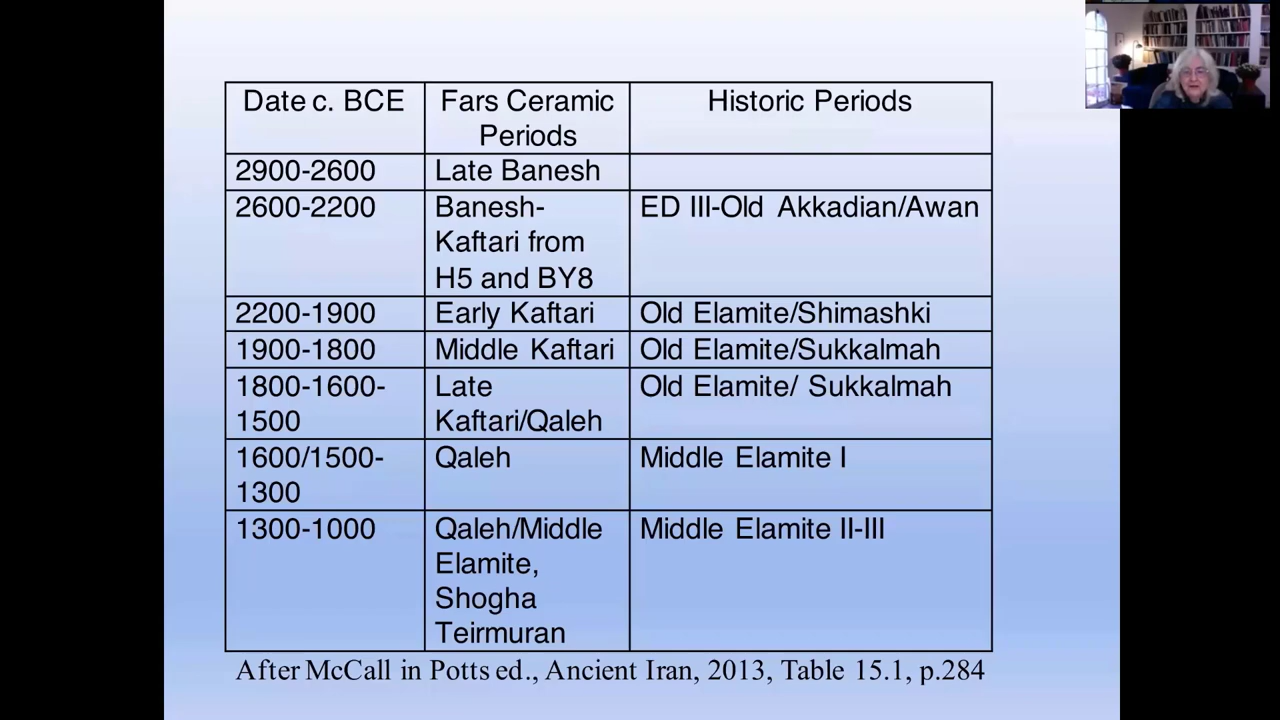 Date c. BCE
Fars Ceramic
Periods
Historic Periods
2900-2600
Late Banesh
2600-2200
Banesh-
Kaftari from
H5 and BY8
ED III-Old Akkadian/Awan
2200-1900
Early Kaftari
Old Elamite/Shimashki
1900-1800
Middle Kaftari
Old Elamite/Sukkalmah
1800-1600-
1500
Late
Kaftari/Qaleh
Old Elamite/ Sukkalmah
1600/1500-
1300
Qaleh
Middle Elamite I
1300-1000
Qaleh/Middle
Elamite,
Shogha
Teirmuran
Middle Elamite II-III
After McCall in Potts ed., Ancient Iran, 2013, Table 15.1, p.284